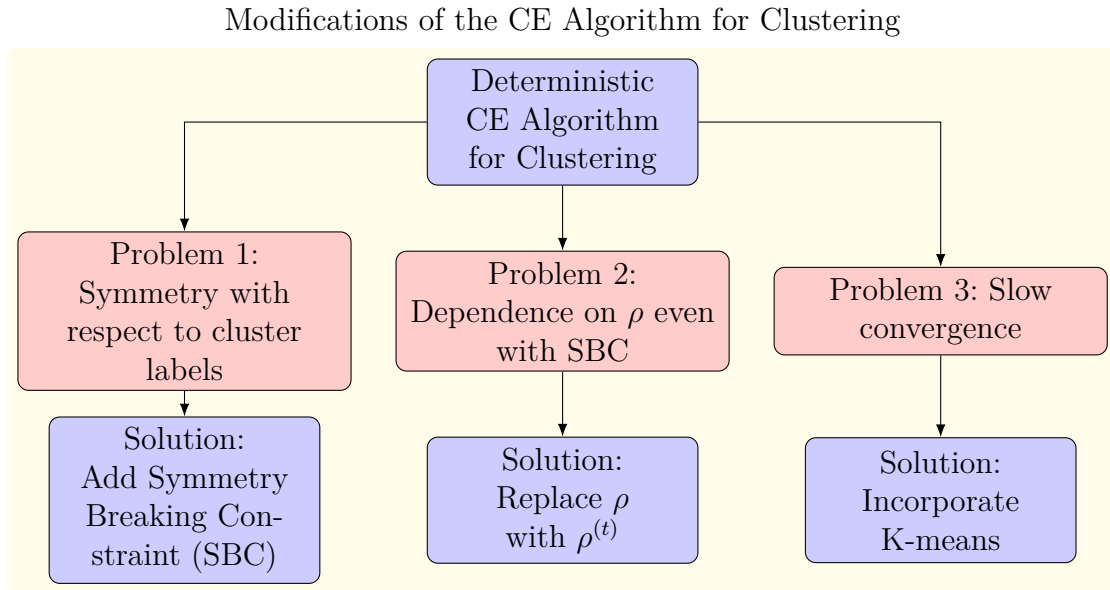 Modifications of the CE Algorithm for Clustering
Deterministic
CE Algorithm
for Clustering
Problem 1:
Symmetry with
respect to cluster
labels
Problem 2:
Dependence on ρ even
with SBC
Problem 3: Slow
convergence
Solution:
Add Symmetry
Breaking Con-
straint (SBC)
Solution:
Replace ρ
with ρ^{(t)}
Solution:
Incorporate
K-means